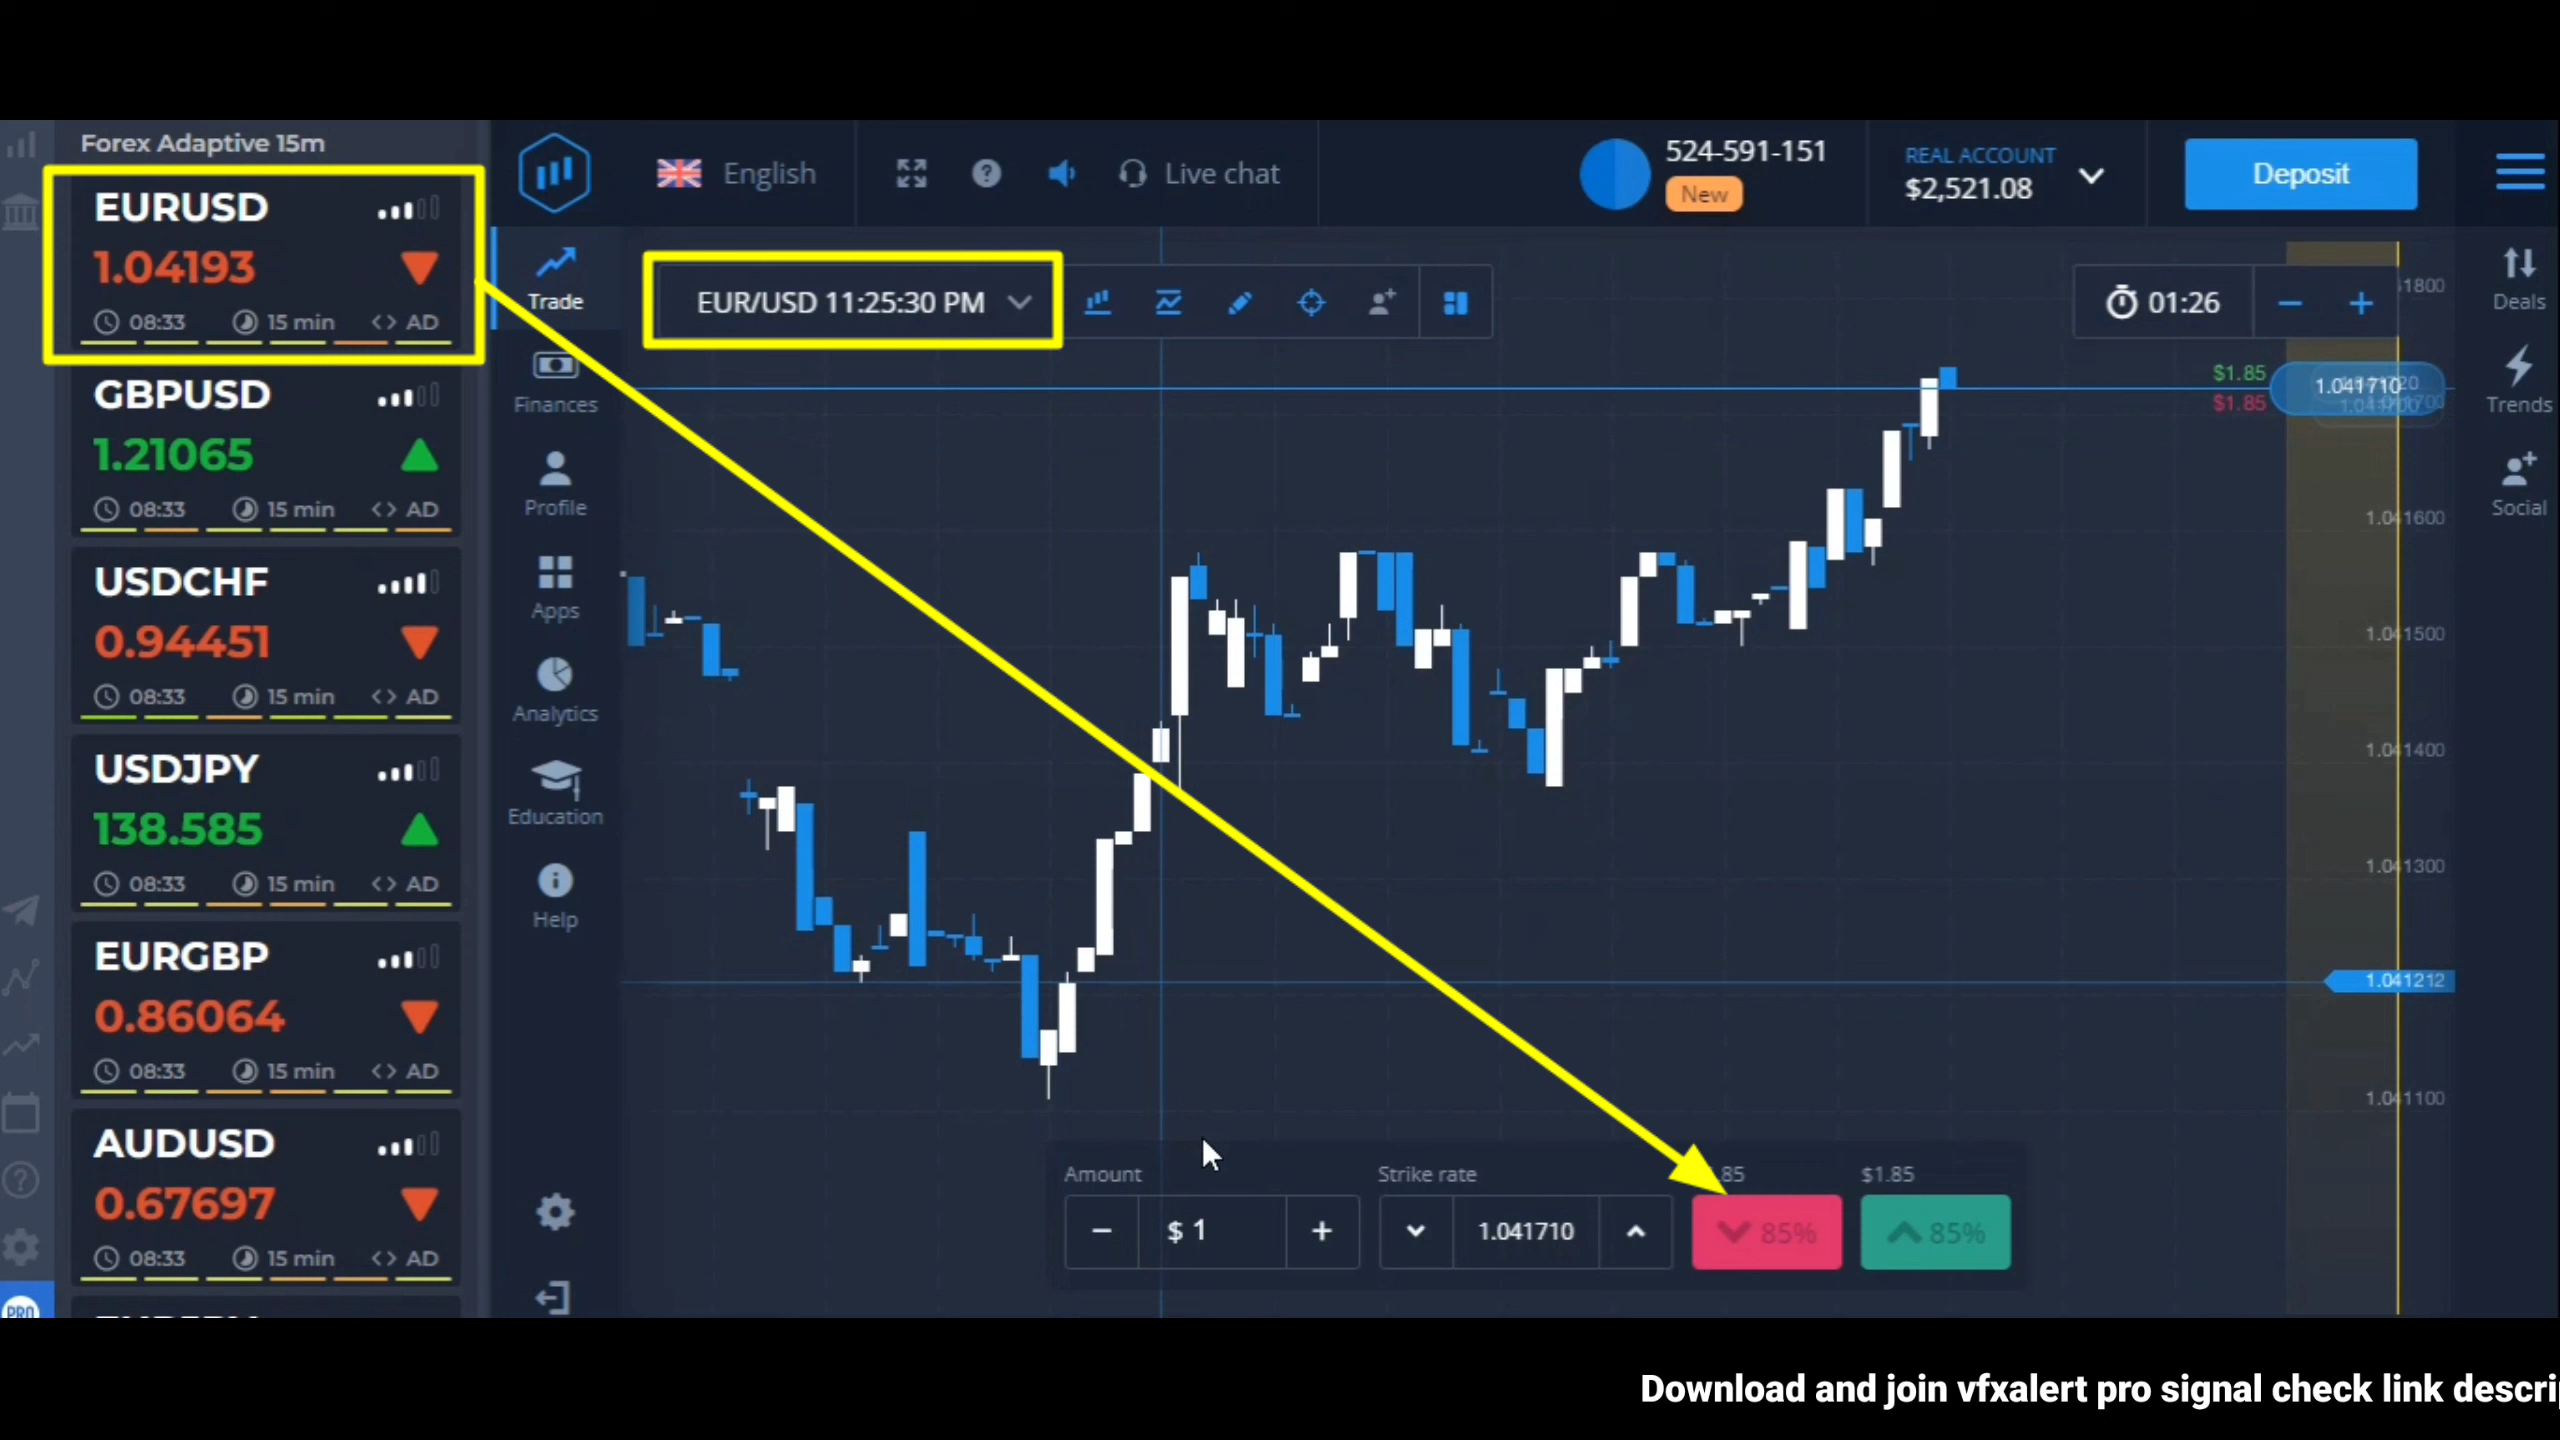 Forex Adaptive 15m
EURUSD
1.04193
08:33 15 min <> AD
GBPUSD
1.21065
08:33 15 min <> AD
USDCHF
0.94451
08:33 15 min <> AD
USDJPY
138.585
08:33 15 min <> AD
EURGBP
0.86064
08:33 15 min <> AD
AUDUSD
0.67697
08:33 15 min <> AD
PRO
English
Live chat
524-591-151
New
REAL ACCOUNT
$2,521.08
Deposit
Trade
Finances
Profile
Apps
Analytics
Education
Help
EUR/USD 11:25:30 PM
01:26
Deals
Trends
Social
$1.85
$1.85
1.041710
1.041600
1.041500
1.041400
1.041300
1.041212
1.041100
Amount
$ 1
Strike rate
1.041710
85
85%
$1.85
85%
Download and join vfxalert pro signal check link descri